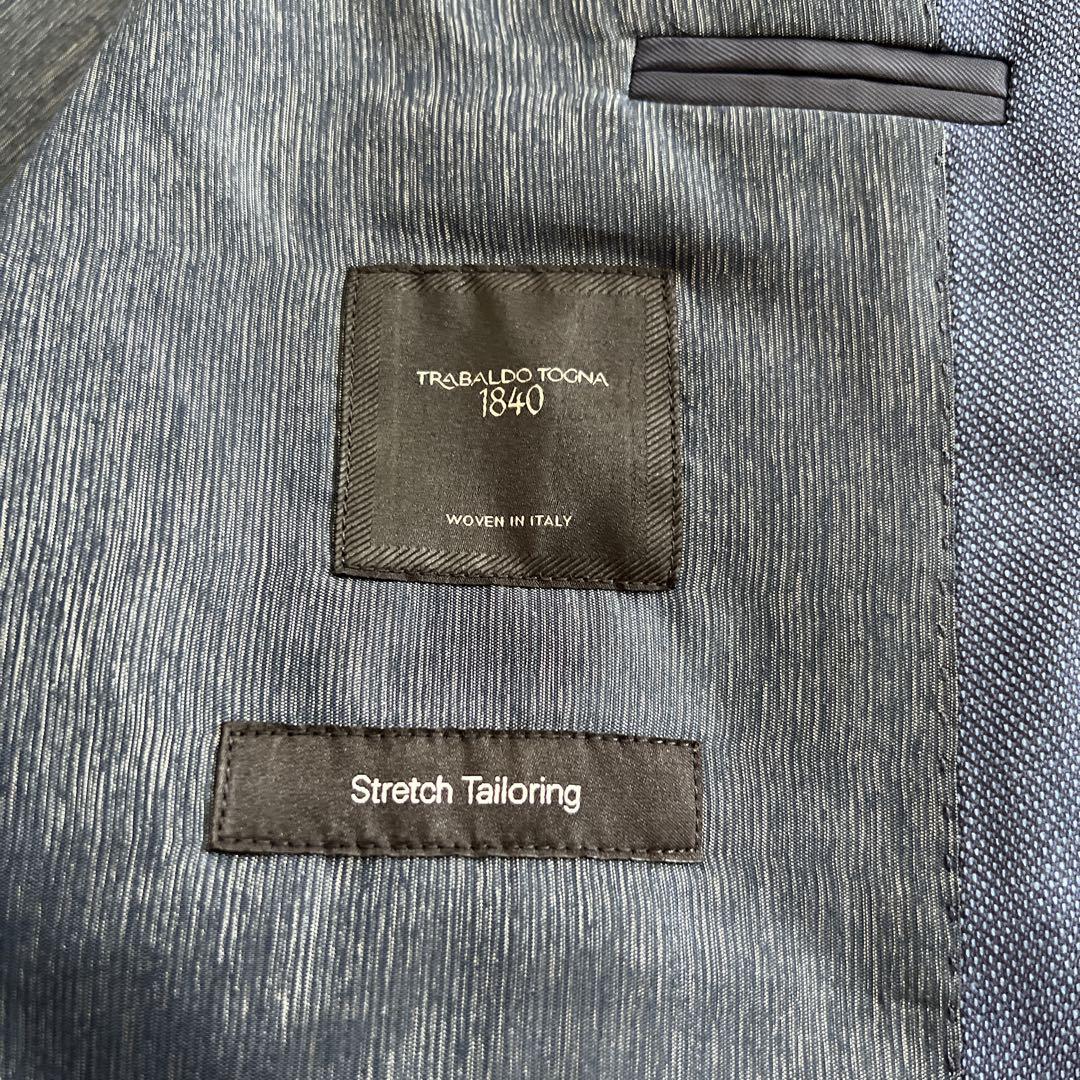 TRABALDO TOGNA
1840
WOVEN IN ITALY
Stretch Tailoring